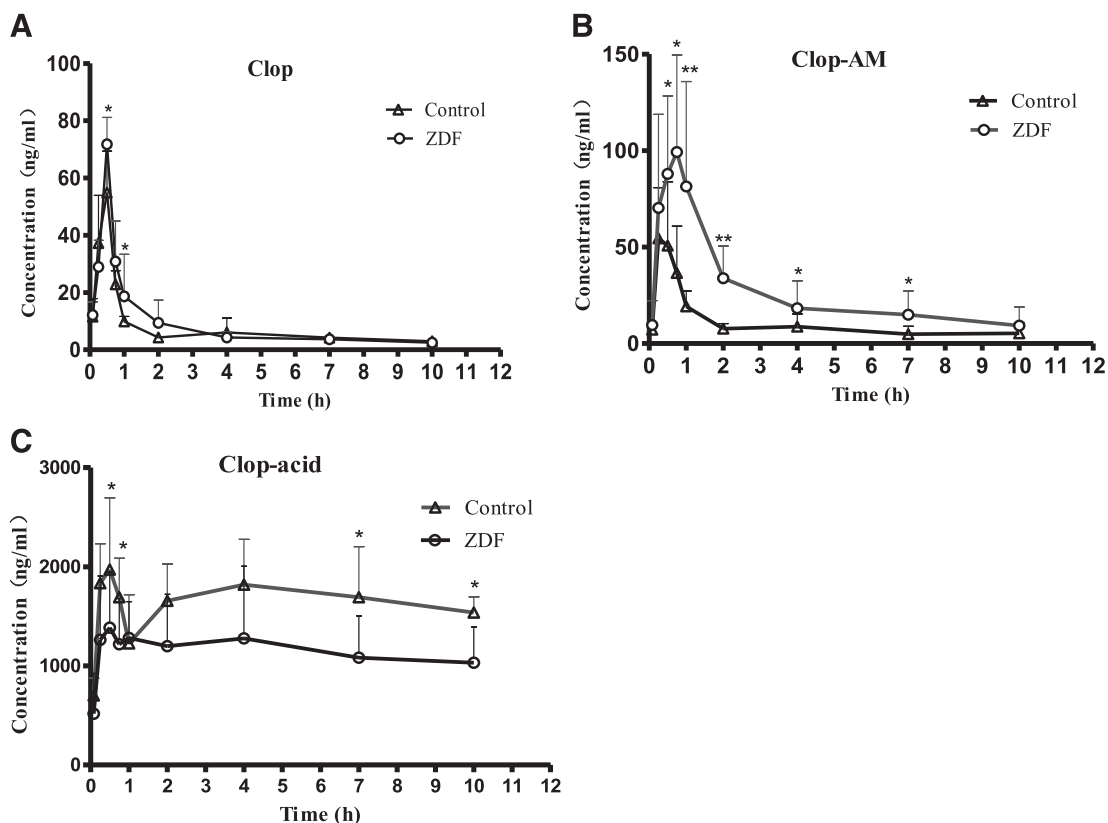 A
Clop
Concentration (ng/ml)
100
80
60
40
20
0
*
*
Control
ZDF
0 1 2 3 4 5 6 7 8 9 10 11 12
Time (h)
B
Clop-AM
Concentration (ng/ml)
150
100
50
0
*
*
**
**
*
*
Control
ZDF
0 1 2 3 4 5 6 7 8 9 10 11 12
Time (h)
C
Clop-acid
Concentration (ng/ml)
3000
2000
1000
0
*
*
*
*
Control
ZDF
0 1 2 3 4 5 6 7 8 9 10 11 12
Time (h)